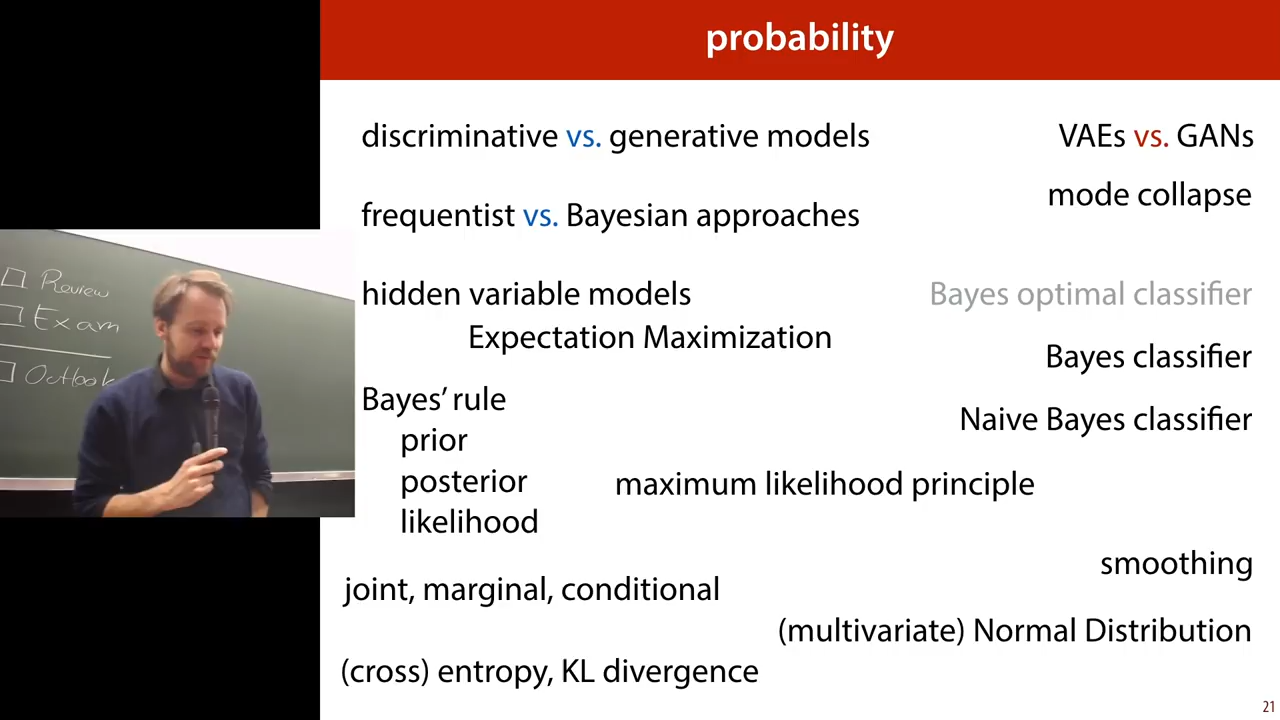 probability
discriminative vs. generative models
VAEs vs. GANs
mode collapse
frequentist vs. Bayesian approaches
hidden variable models
Bayes optimal classifier
Expectation Maximization
Bayes classifier
Bayes' rule
Naive Bayes classifier
prior
posterior
maximum likelihood principle
likelihood
smoothing
joint, marginal, conditional
(multivariate) Normal Distribution
(cross) entropy, KL divergence
21
Review
Exam
Outlook